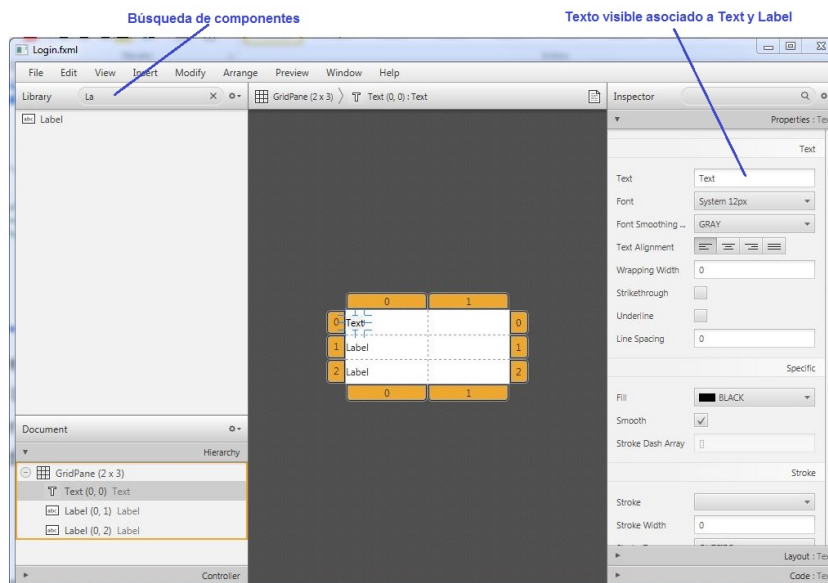 Búsqueda de componentes
Texto visible asociado a Text y Label
Login.fxml
File Edit View Insert Modify Arrange Preview Window Help
Library La
GridPane (2 x 3) Text (0, 0) : Text
Inspector
abc Label
Properties : Tex
Text
Text Text
Font System 12px
Font Smoothing ... GRAY
Text Alignment
Wrapping Width 0
Strikethrough
Underline
Line Spacing 0
Specific
Fill BLACK
Smooth
Stroke Dash Array []
Stroke
Stroke
Stroke Width 0
Layout : Tex
Code : Tex
0 1
0 Text 0
1 Label 1
2 Label 2
0 1
Document
Hierarchy
GridPane (2 x 3)
T Text (0, 0) Text
abc Label (0, 1) Label
abc Label (0, 2) Label
Controller